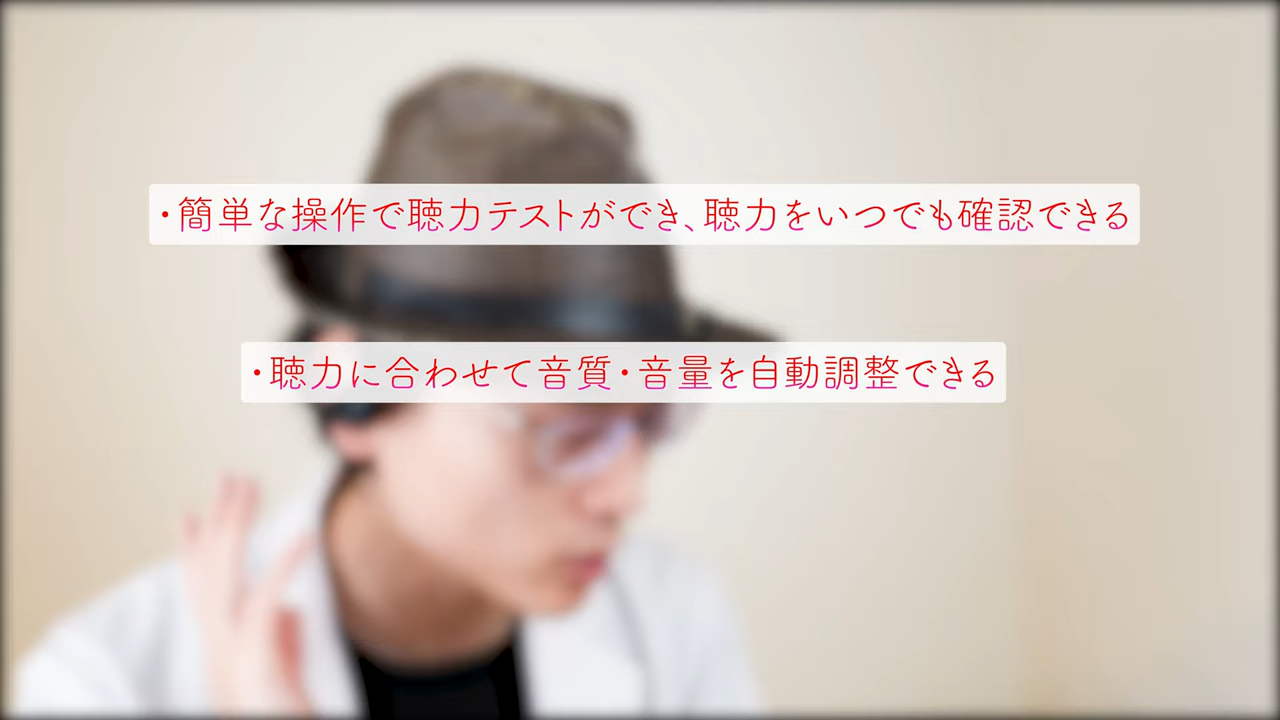 ・簡単な操作で聴力テストができ、聴力をいつでも確認できる
・聴力に合わせて音質・音量を自動調整できる